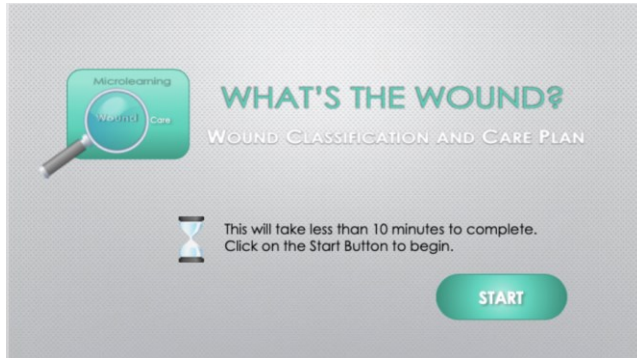 Microlearning
Wound Care
WHAT'S THE WOUND?
WOUND CLASSIFICATION AND CARE PLAN
This will take less than 10 minutes to complete.
Click on the Start Button to begin.
START